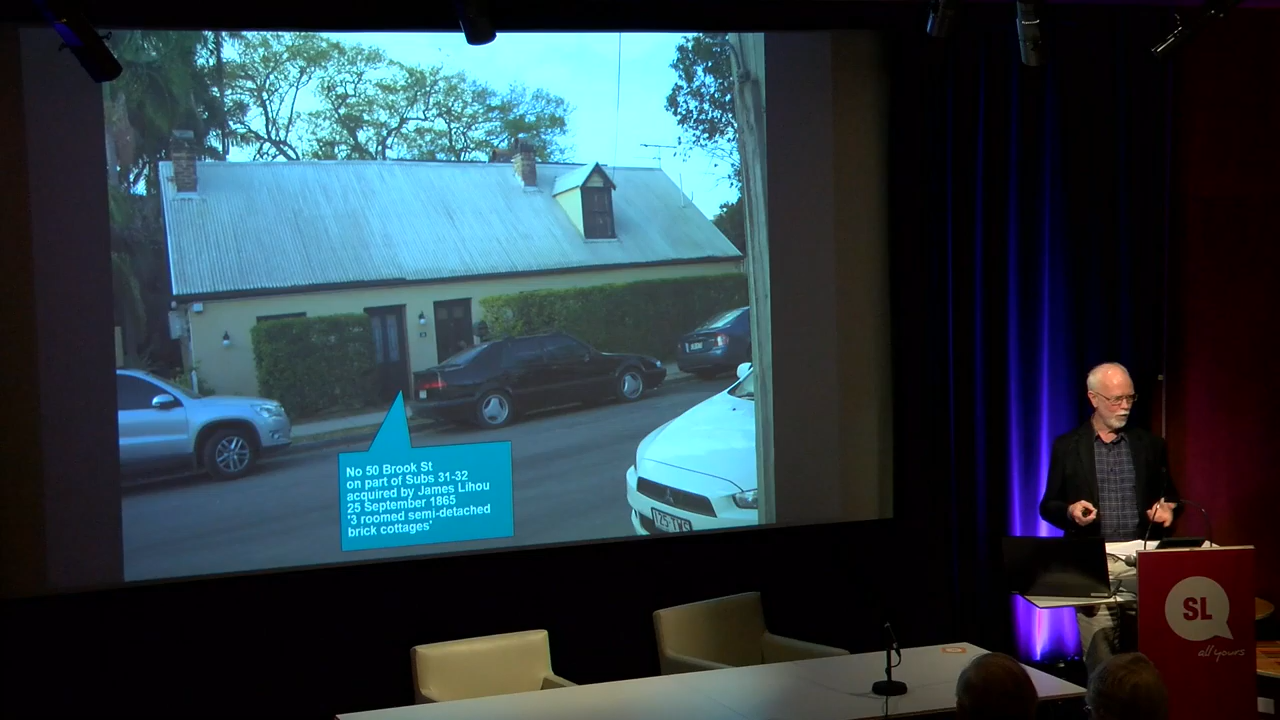 No 50 Brook St
on part of Subs 31-32
acquired by James Lihou
25 September 1865
'3 roomed semi-detached
brick cottages'
SL
all yours